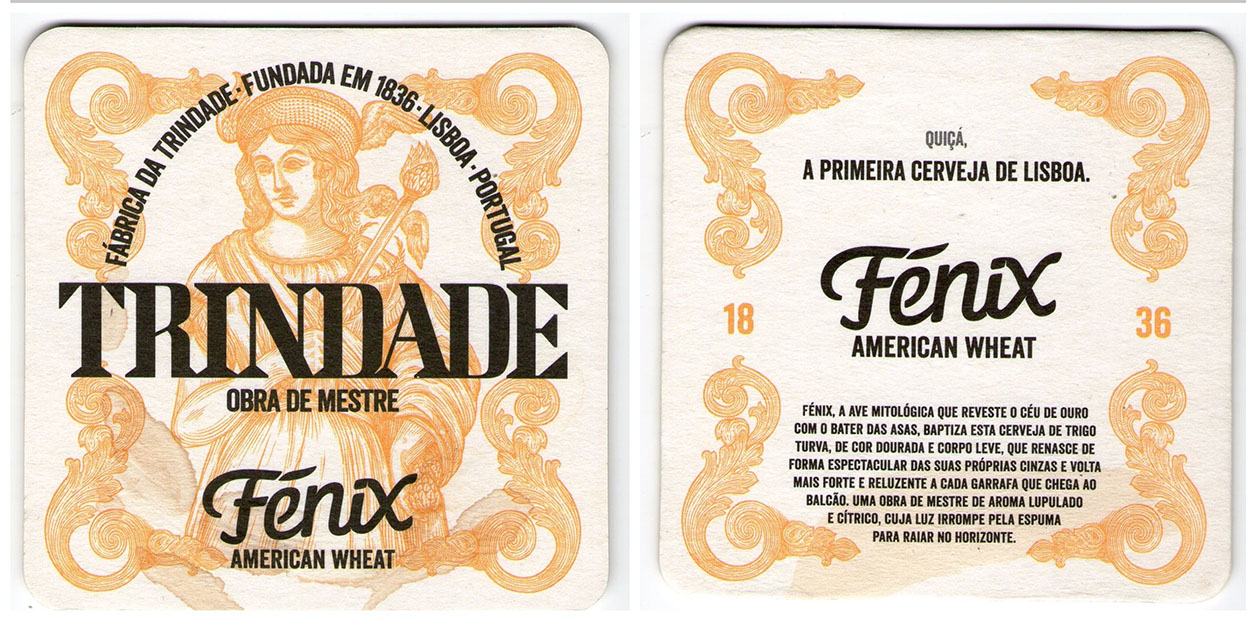 FÁBRICA DA TRINDADE · FUNDADA EM 1836 · LISBOA · PORTUGAL
TRINDADE
OBRA DE MESTRE
Fénix
AMERICAN WHEAT
QUIÇÁ,
A PRIMEIRA CERVEJA DE LISBOA.
Fénix
AMERICAN WHEAT
18
36
FÉNIX, A AVE MITOLÓGICA QUE REVESTE O CÉU DE OURO
COM O BATER DAS ASAS, BAPTIZA ESTA CERVEJA DE TRIGO
TURVA, DE COR DOURADA E CORPO LEVE, QUE RENASCE DE
FORMA ESPECTACULAR DAS SUAS PRÓPRIAS CINZAS E VOLTA
MAIS FORTE E RELUZENTE A CADA GARRAFA QUE CHEGA AO
BALCÃO. UMA OBRA DE MESTRE DE AROMA LUPULADO
E CÍTRICO, CUJA LUZ IRROMPE PELA ESPUMA
PARA RAIAR NO HORIZONTE.